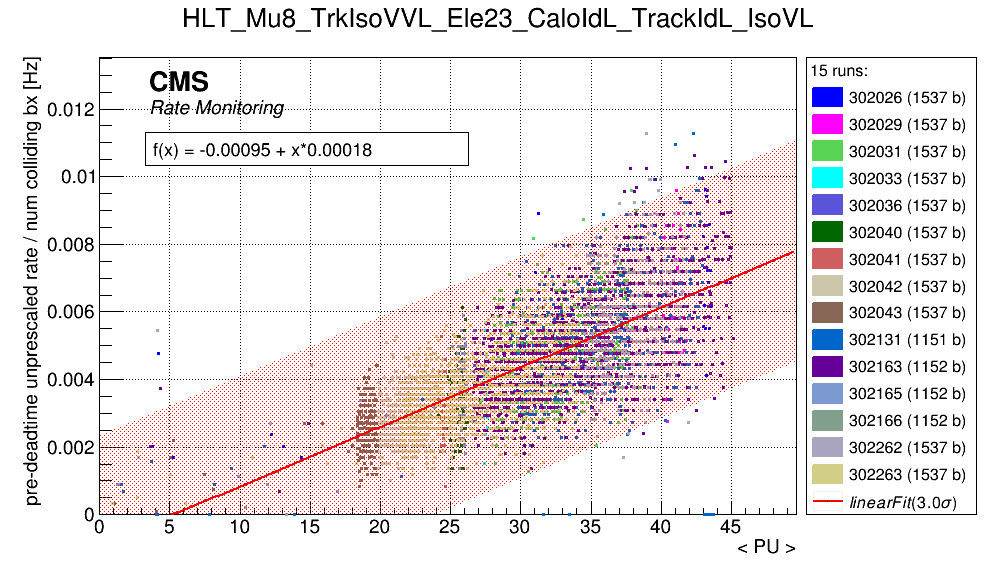 HLT_Mu8_TrkIsoVVL_Ele23_CaloIdL_TrackIdL_IsoVL
pre-deadtime unprescaled rate / num colliding bx [Hz]
CMS
Rate Monitoring
f(x) = -0.00095 + x*0.00018
0.012
0.01
0.008
0.006
0.004
0.002
0
0 5 10 15 20 25 30 35 40 45
< PU >
15 runs:
302026 (1537 b)
302029 (1537 b)
302031 (1537 b)
302033 (1537 b)
302036 (1537 b)
302040 (1537 b)
302041 (1537 b)
302042 (1537 b)
302043 (1537 b)
302131 (1151 b)
302163 (1152 b)
302165 (1152 b)
302166 (1152 b)
302262 (1537 b)
302263 (1537 b)
linearFit(3.0σ)